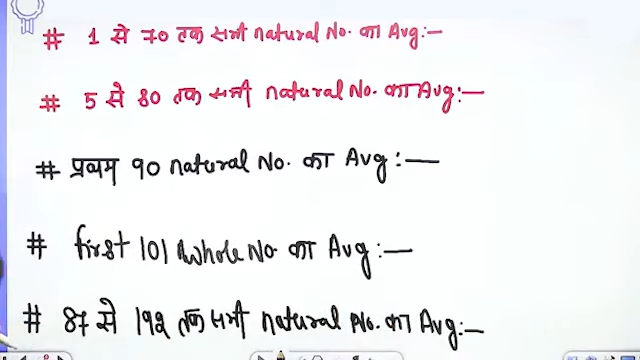 # 1 से 70 तक सभी natural No. का Avg:-
# 5 से 80 तक सभी natural No. का Avg:-
# प्रथम 90 natural No. का Avg:-
# first 101 whole No का Avg:-
# 87 से 192 तक सभी natural No. का Avg:-